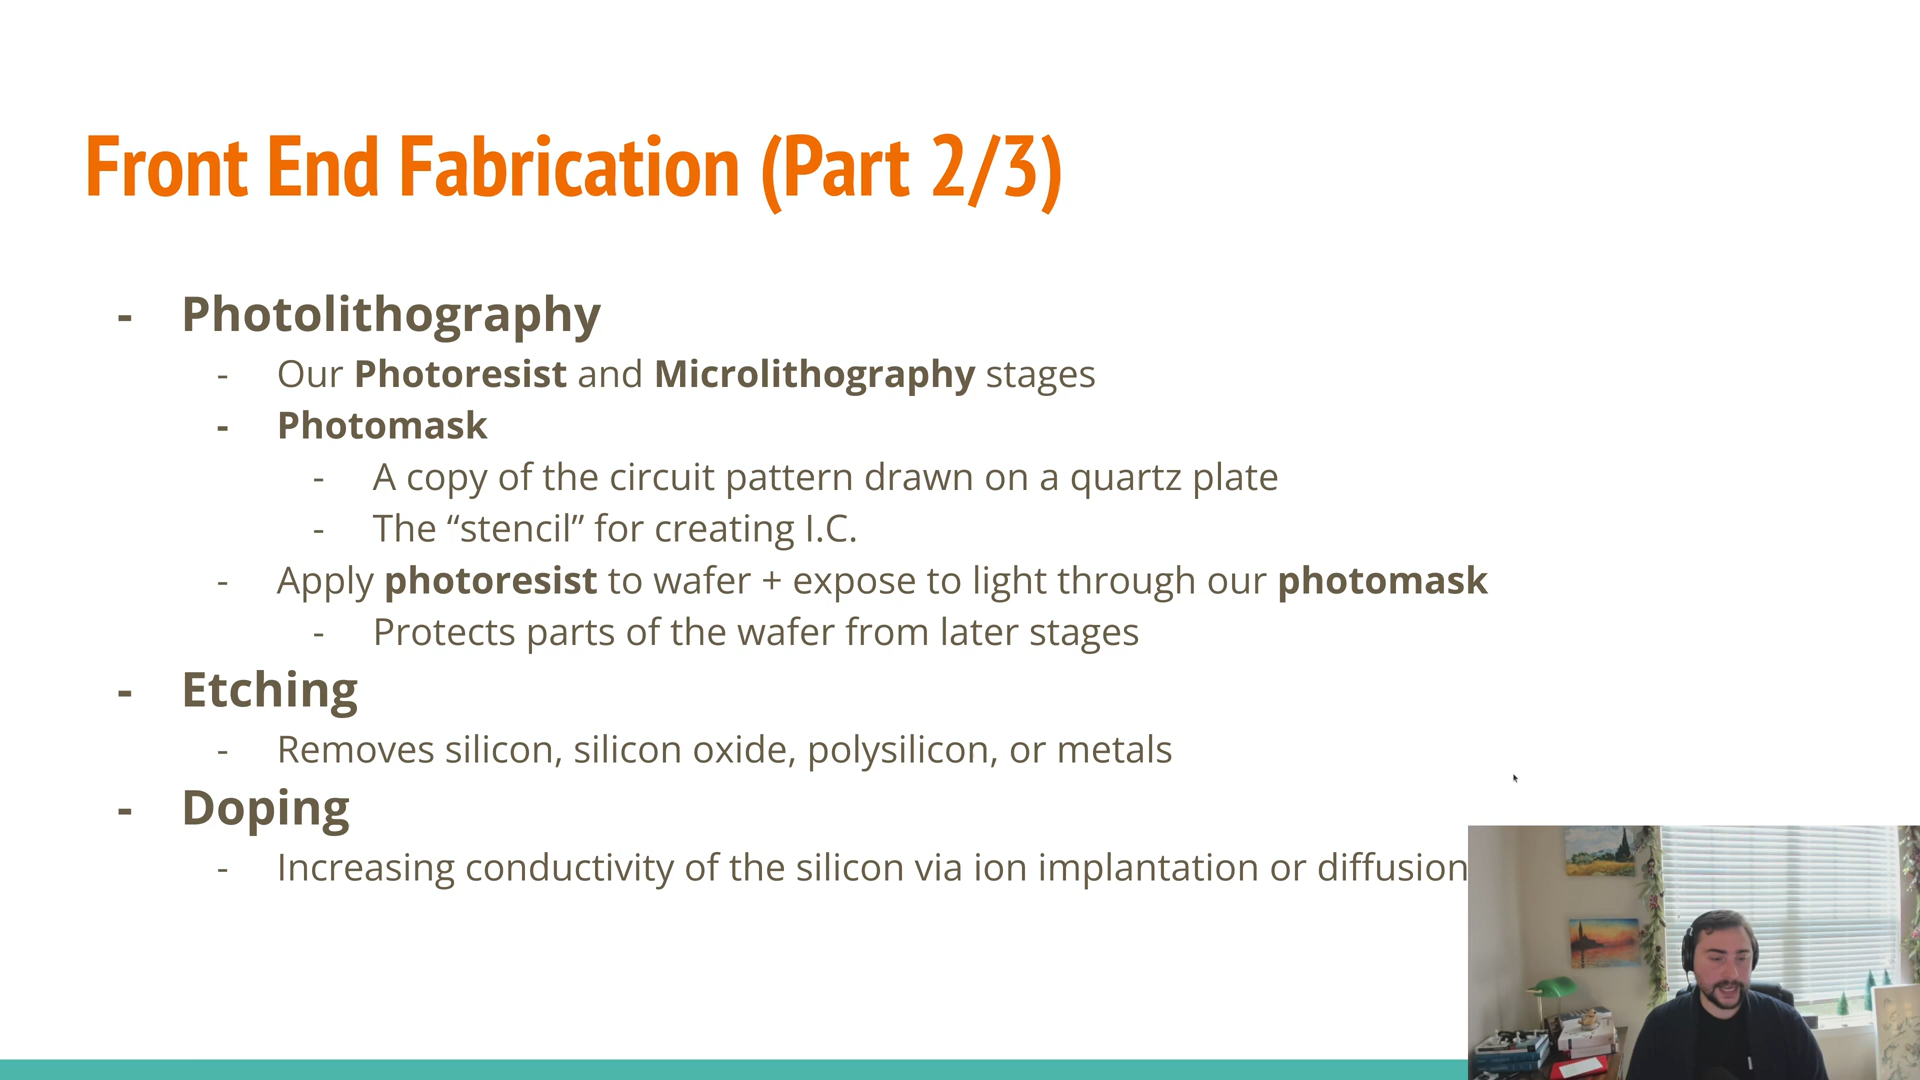 Front End Fabrication (Part 2/3)
- Photolithography
- Our Photoresist and Microlithography stages
- Photomask
- A copy of the circuit pattern drawn on a quartz plate
- The “stencil” for creating I.C.
- Apply photoresist to wafer + expose to light through our photomask
- Protects parts of the wafer from later stages
- Etching
- Removes silicon, silicon oxide, polysilicon, or metals
- Doping
- Increasing conductivity of the silicon via ion implantation or diffusion